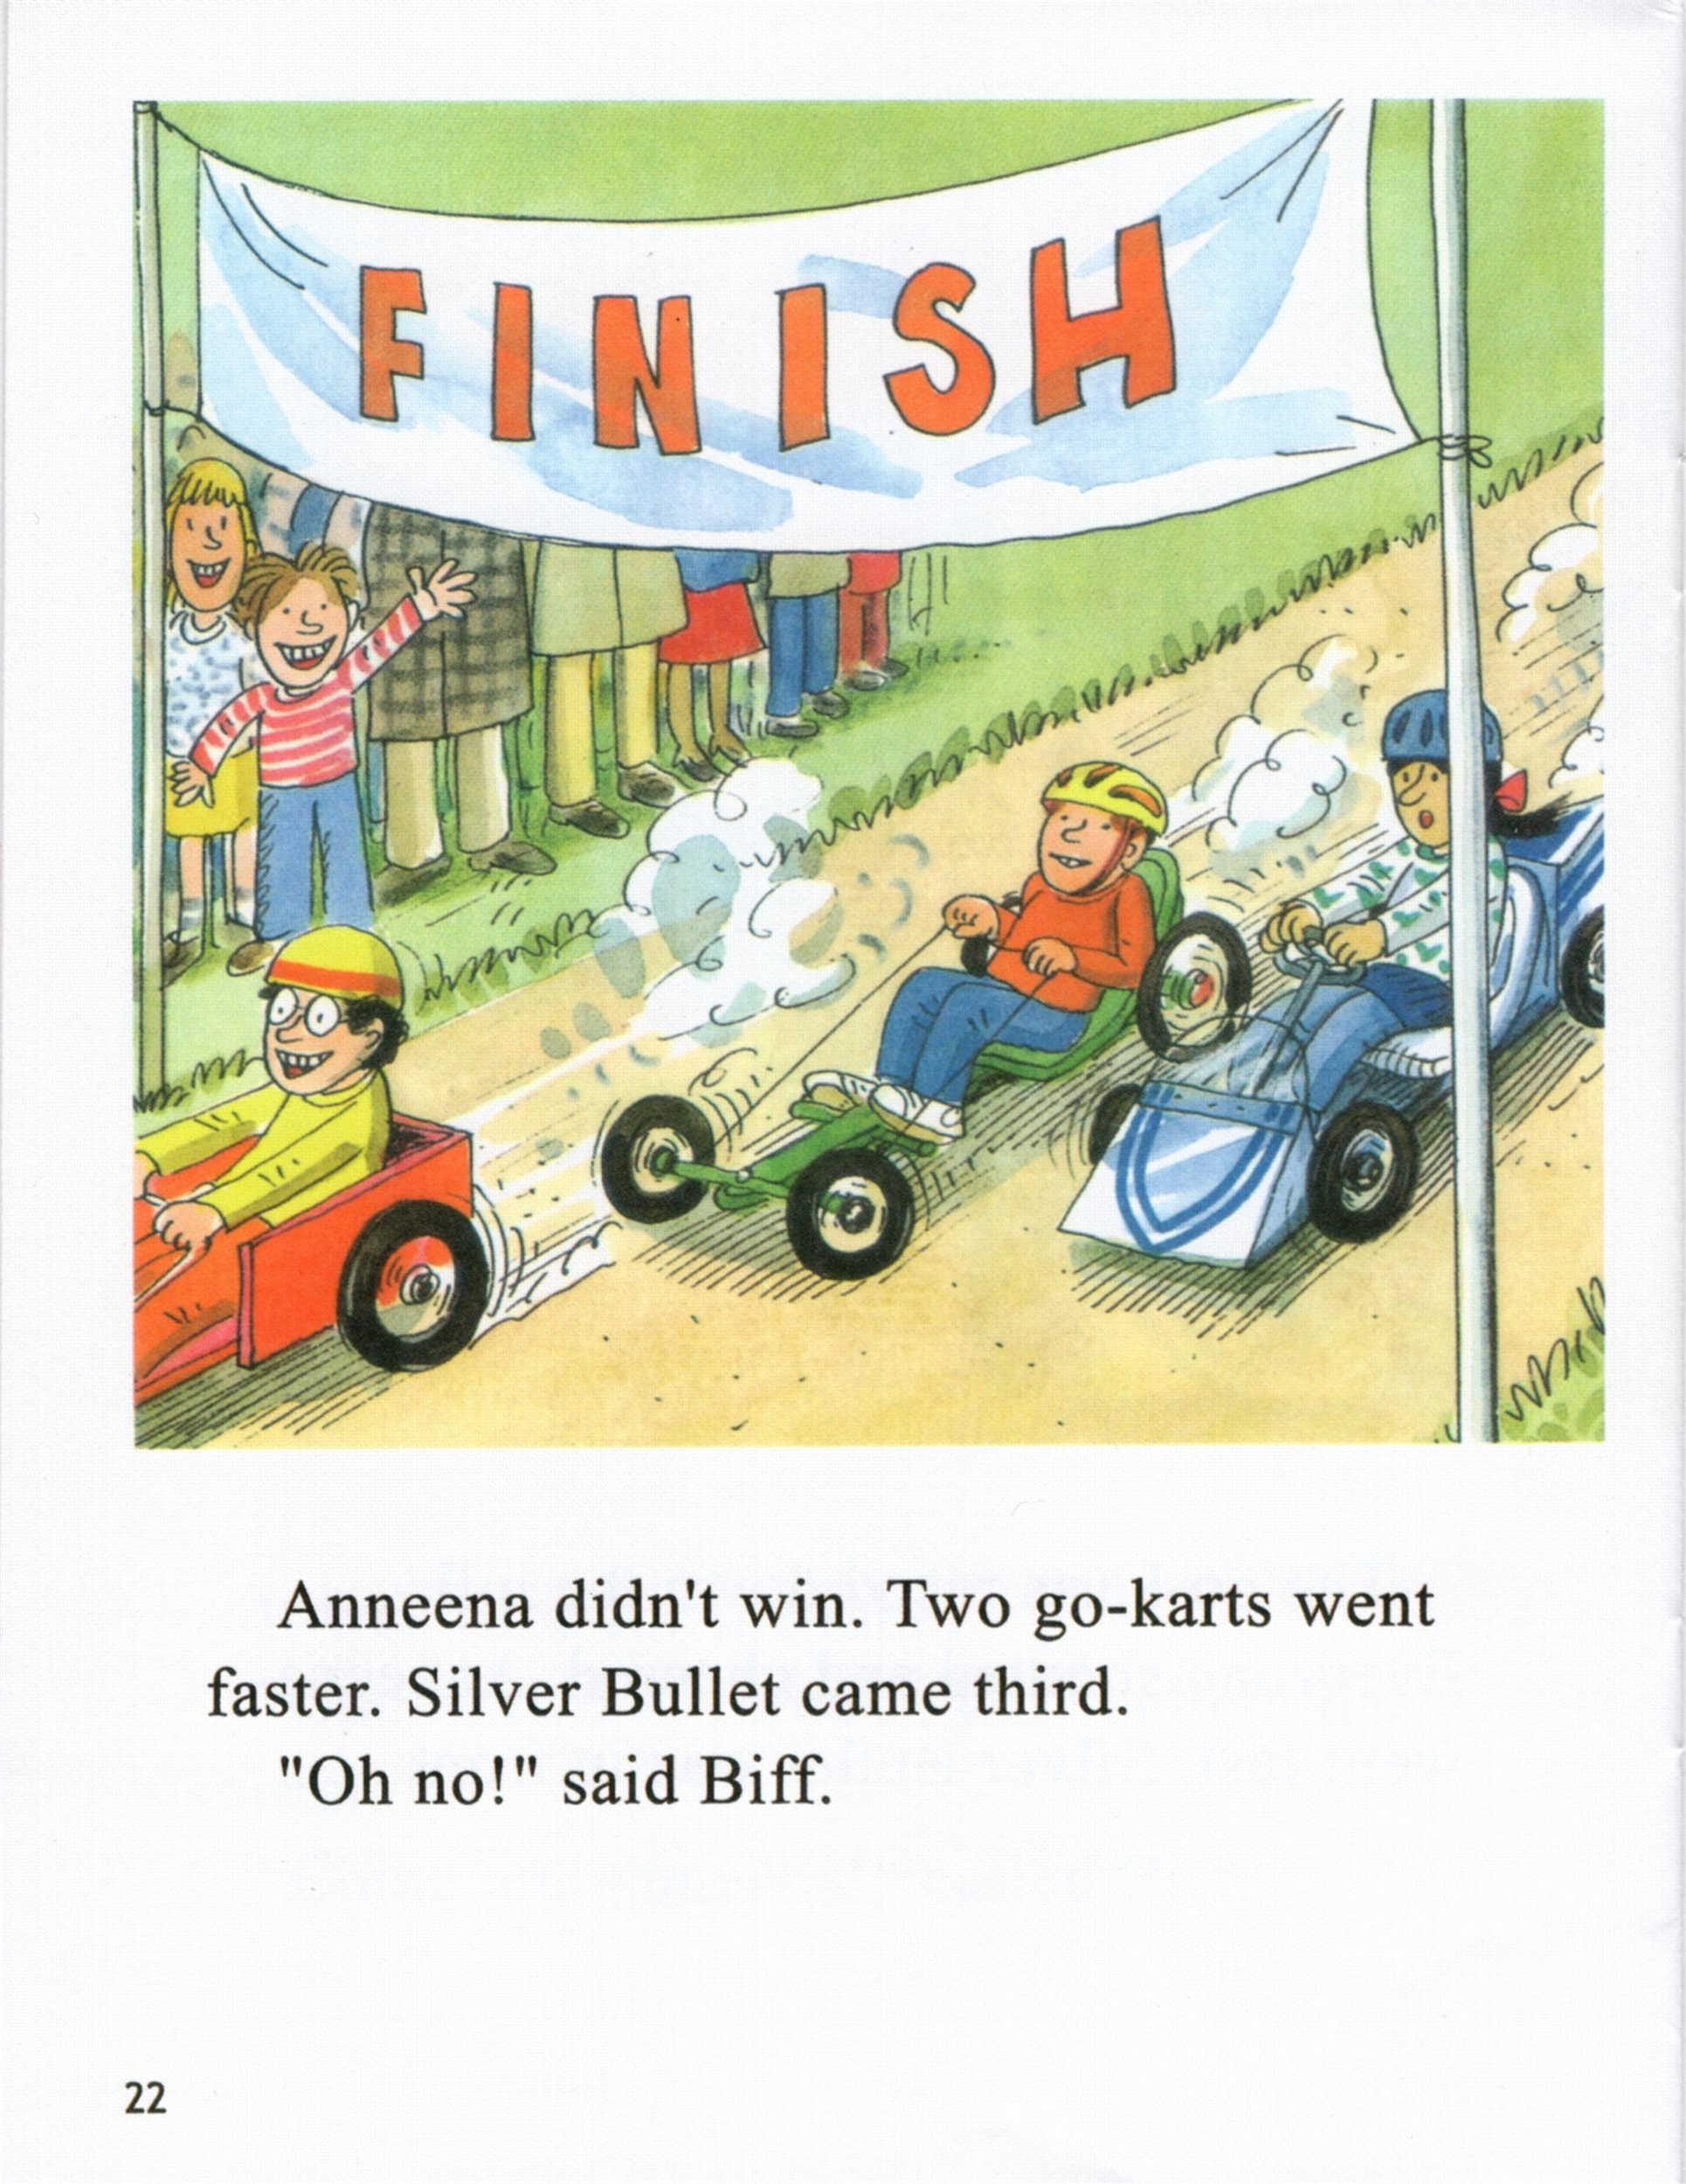 FINISH
Anneena didn't win. Two go-karts went
faster. Silver Bullet came third.
"Oh no!" said Biff.
22